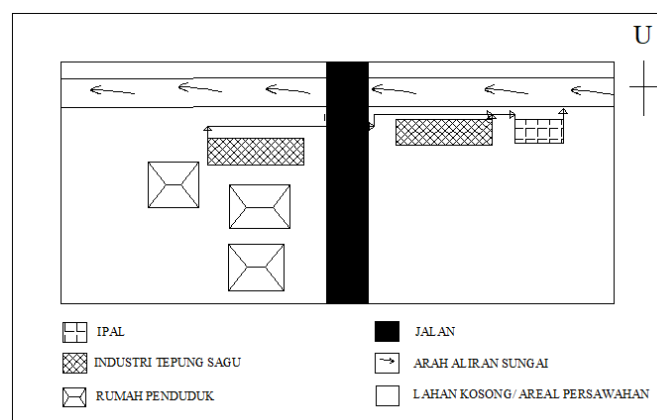 U
IPAL
JALAN
INDUSTRI TEPUNG SAGU
ARAH ALIRAN SUNGAI
RUMAH PENDUDUK
LAHAN KOSONG/ AREAL PERSAWAHAN